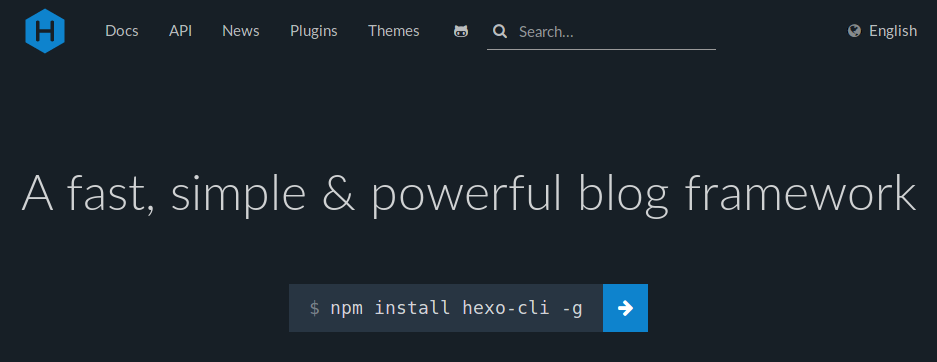 H Docs API News Plugins Themes Search... English
A fast, simple & powerful blog framework
$ npm install hexo-cli -g